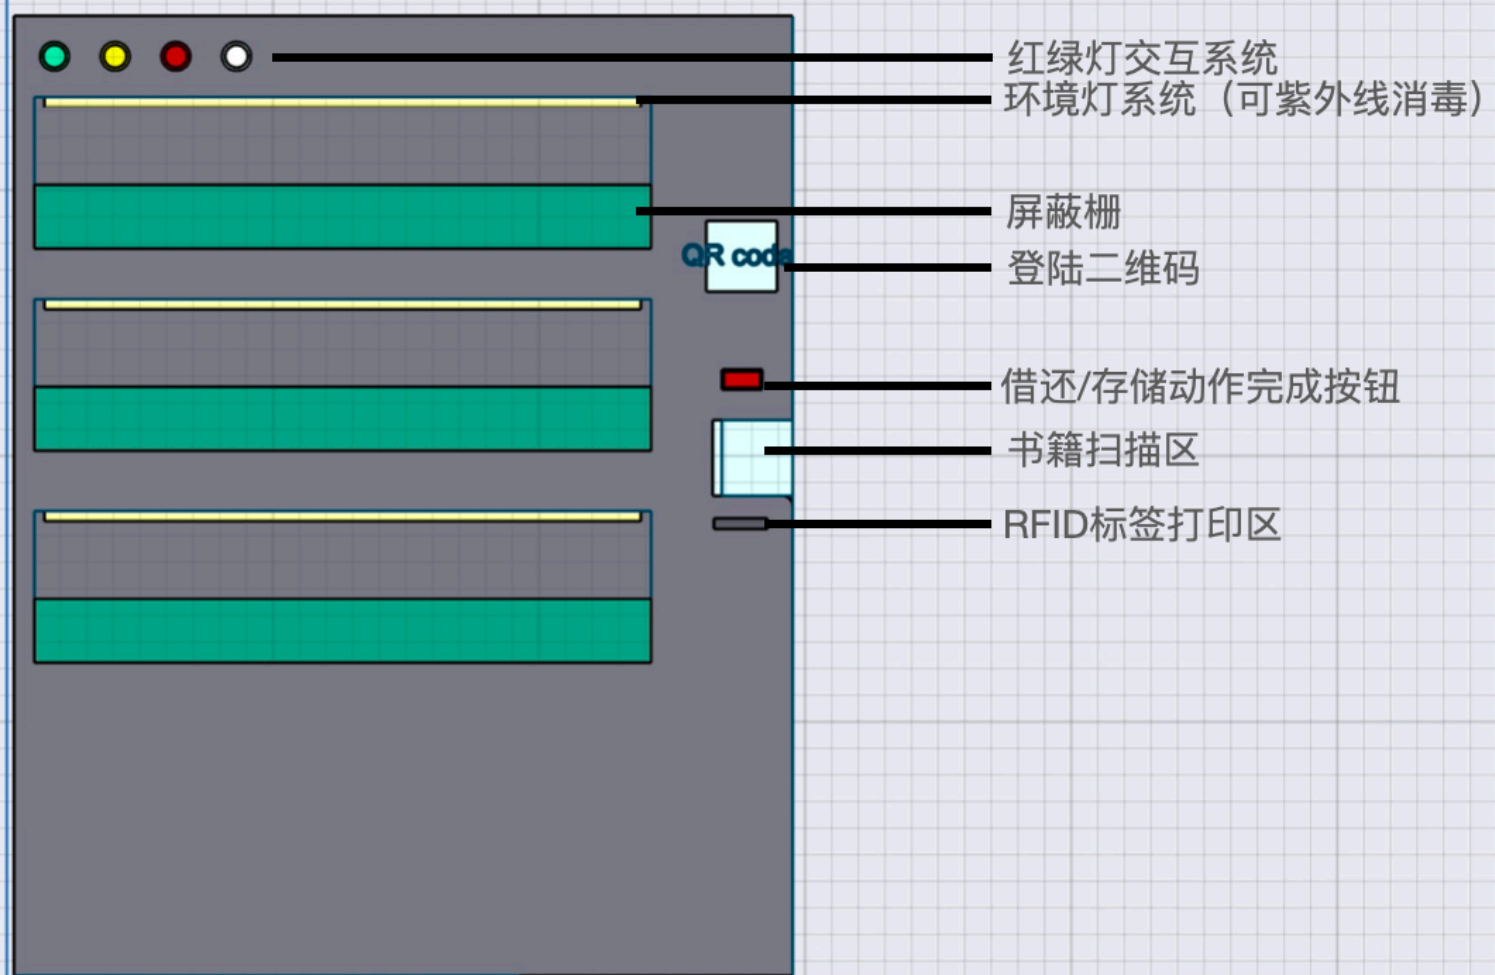 红绿灯交互系统
环境灯系统（可紫外线消毒）
屏蔽栅
QR coda
登陆二维码
借还/存储动作完成按钮
书籍扫描区
RFID标签打印区